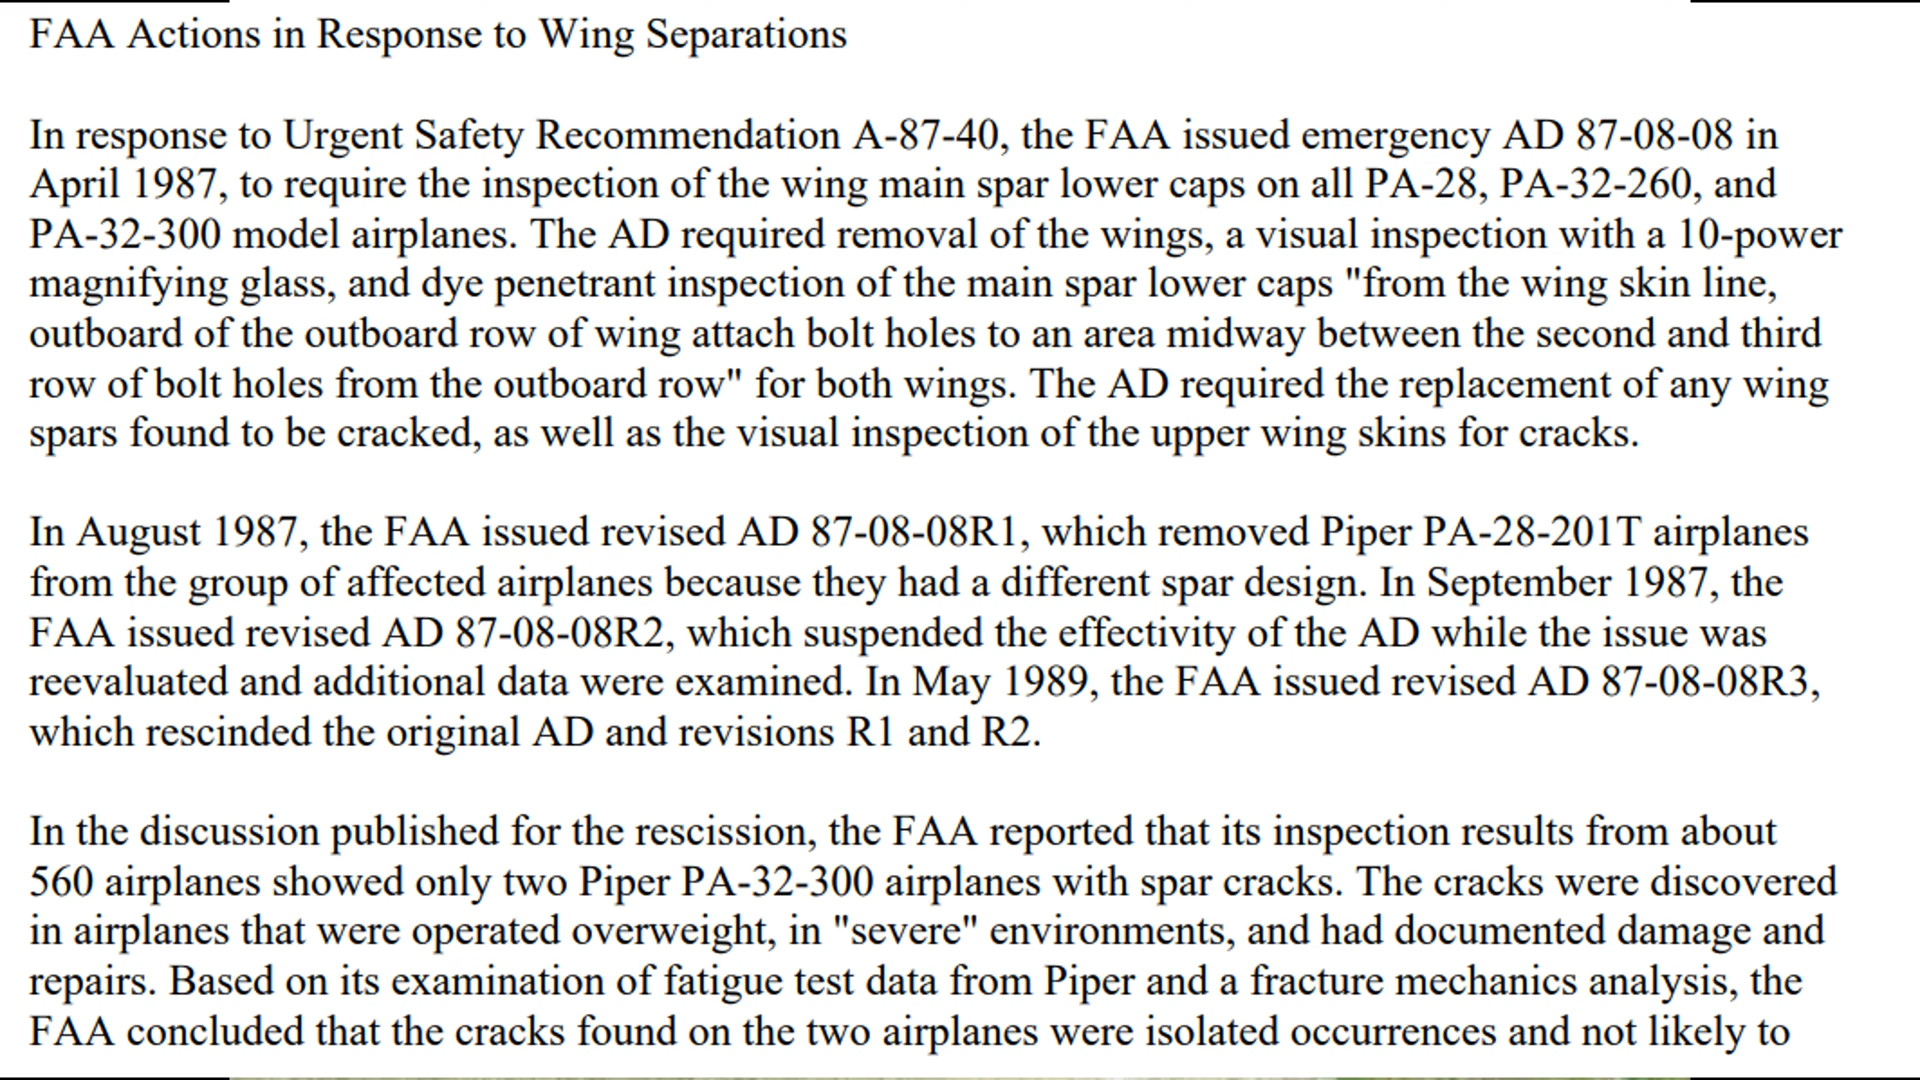 FAA Actions in Response to Wing Separations
In response to Urgent Safety Recommendation A-87-40, the FAA issued emergency AD 87-08-08 in
April 1987, to require the inspection of the wing main spar lower caps on all PA-28, PA-32-260, and
PA-32-300 model airplanes. The AD required removal of the wings, a visual inspection with a 10-power
magnifying glass, and dye penetrant inspection of the main spar lower caps "from the wing skin line,
outboard of the outboard row of wing attach bolt holes to an area midway between the second and third
row of bolt holes from the outboard row" for both wings. The AD required the replacement of any wing
spars found to be cracked, as well as the visual inspection of the upper wing skins for cracks.
In August 1987, the FAA issued revised AD 87-08-08R1, which removed Piper PA-28-201T airplanes
from the group of affected airplanes because they had a different spar design. In September 1987, the
FAA issued revised AD 87-08-08R2, which suspended the effectivity of the AD while the issue was
reevaluated and additional data were examined. In May 1989, the FAA issued revised AD 87-08-08R3,
which rescinded the original AD and revisions R1 and R2.
In the discussion published for the rescission, the FAA reported that its inspection results from about
560 airplanes showed only two Piper PA-32-300 airplanes with spar cracks. The cracks were discovered
in airplanes that were operated overweight, in "severe" environments, and had documented damage and
repairs. Based on its examination of fatigue test data from Piper and a fracture mechanics analysis, the
FAA concluded that the cracks found on the two airplanes were isolated occurrences and not likely to